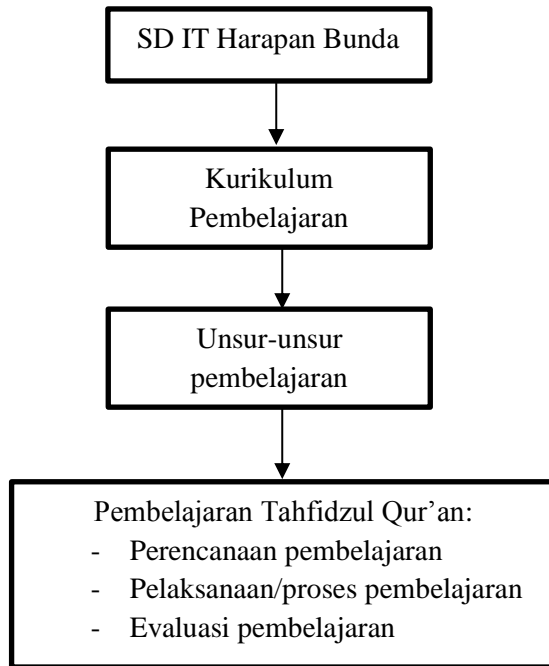 SD IT Harapan Bunda
Kurikulum
Pembelajaran
Unsur-unsur
pembelajaran
Pembelajaran Tahfidzul Qur’an:
- Perencanaan pembelajaran
- Pelaksanaan/proses pembelajaran
- Evaluasi pembelajaran